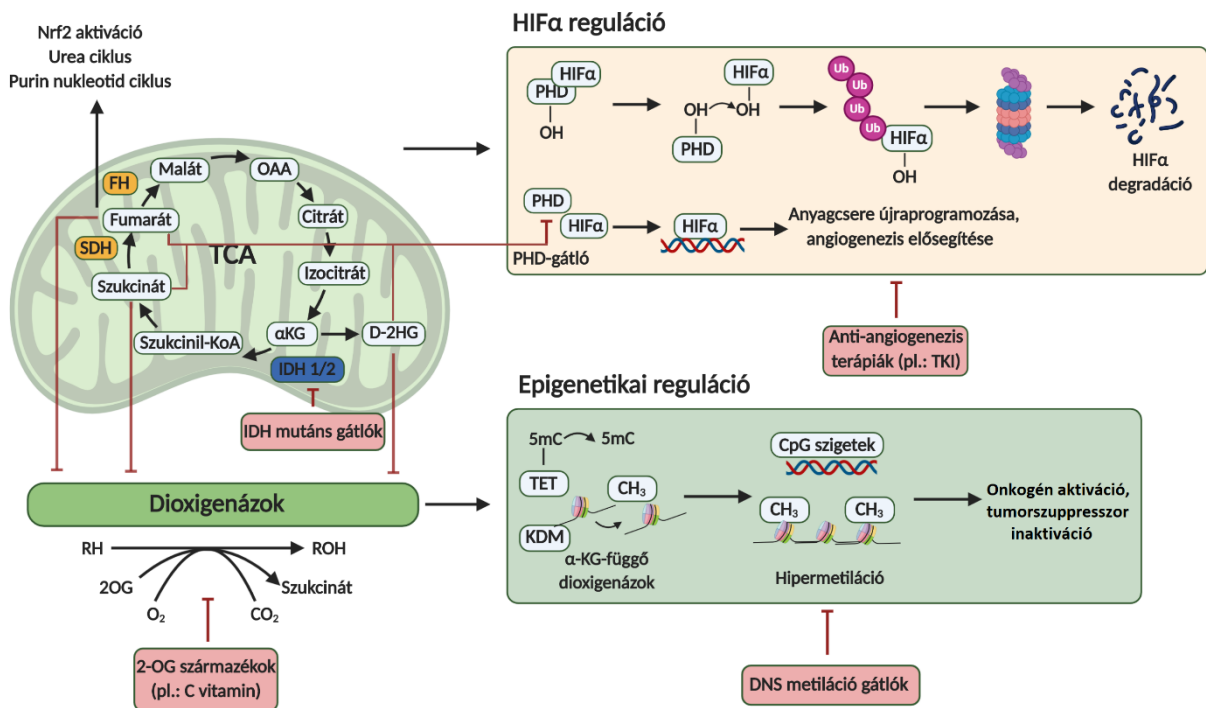 Nrf2 aktiváció
Urea ciklus
Purin nukleotid ciklus
FH
Malát
OAA
Fumarát
Citrát
SDH
TCA
Izocitrát
Szukcinát
Szukcinil-KoA
αKG
D-2HG
IDH 1/2
IDH mutáns gátlók
Dioxigenázok
RH
ROH
2OG
Szukcinát
O₂
CO₂
2-OG származékok
(pl.: C vitamin)
HIFα reguláció
HIFα
PHD
OH
HIFα
OH
OH
PHD
Ub
Ub
Ub
Ub
HIFα
OH
HIFα
degradáció
PHD
HIFα
PHD-gátló
HIFα
Anyagcsere újraprogramozása,
angiogenezis elősegítése
Anti-angiogenezis
terápiák (pl.: TKI)
Epigenetikai reguláció
5mC
5mC
TET
CH₃
KDM
α-KG-függő
dioxigenázok
CpG szigetek
CH₃
CH₃
Hipermetiláció
Onkogén aktiváció,
tumorszuppresszor
inaktiváció
DNS metiláció gátlók